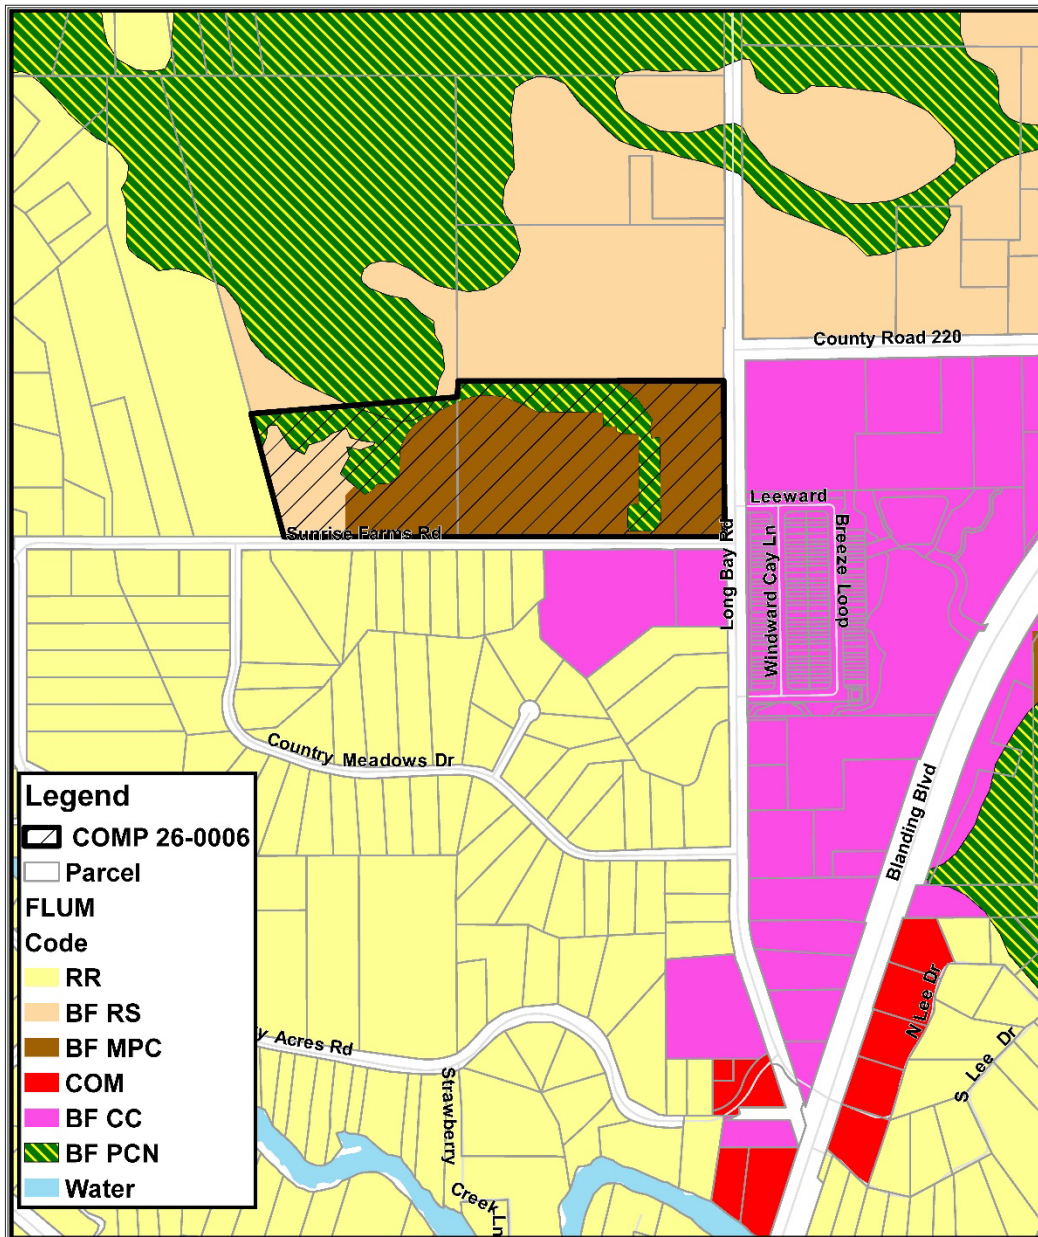 County Road 220
Leeward
Sunrise Farms Rd
Long Bay Rd
Windward Cay Ln
Breeze Loop
Country Meadows Dr
Blanding Blvd
Legend
COMP 26-0006
Parcel
FLUM
Code
RR
BF RS
BF MPC
COM
BF CC
BF PCN
Water
N Lee Dr
S Lee Dr
y Acres Rd
Strawberry
Creek Ln